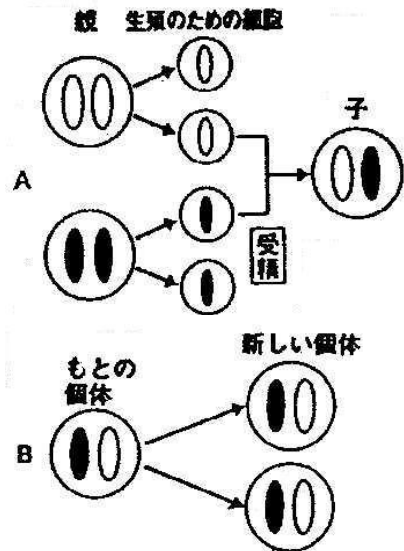 親 生殖のための細胞
子
A
受精
新しい個体
もとの
個体
B